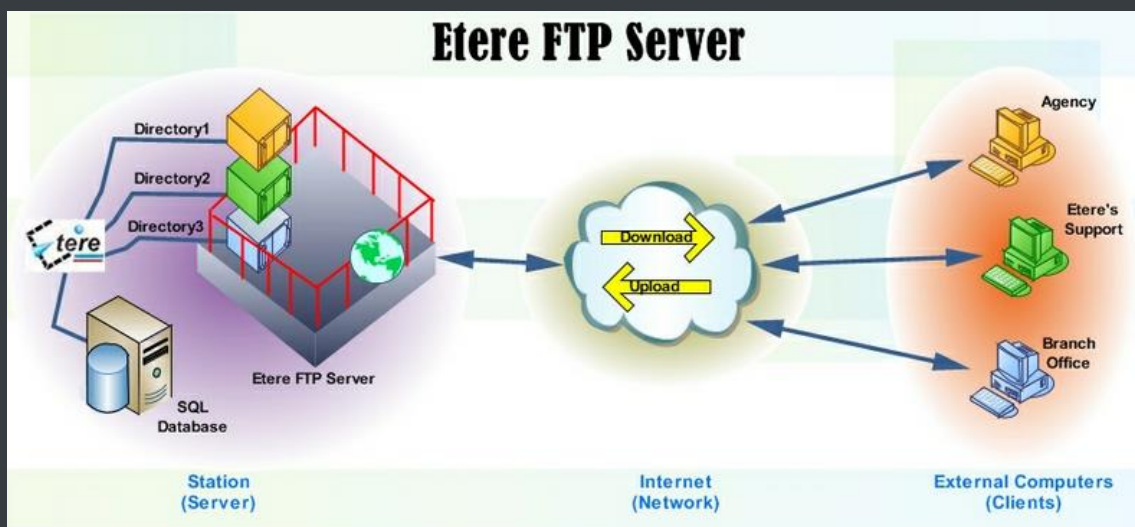 Etere FTP Server
Directory1
Directory2
Directory3
tere
SQL
Database
Etere FTP Server
Download
Upload
Agency
Etere's
Support
Branch
Office
Station
(Server)
Internet
(Network)
External Computers
(Clients)